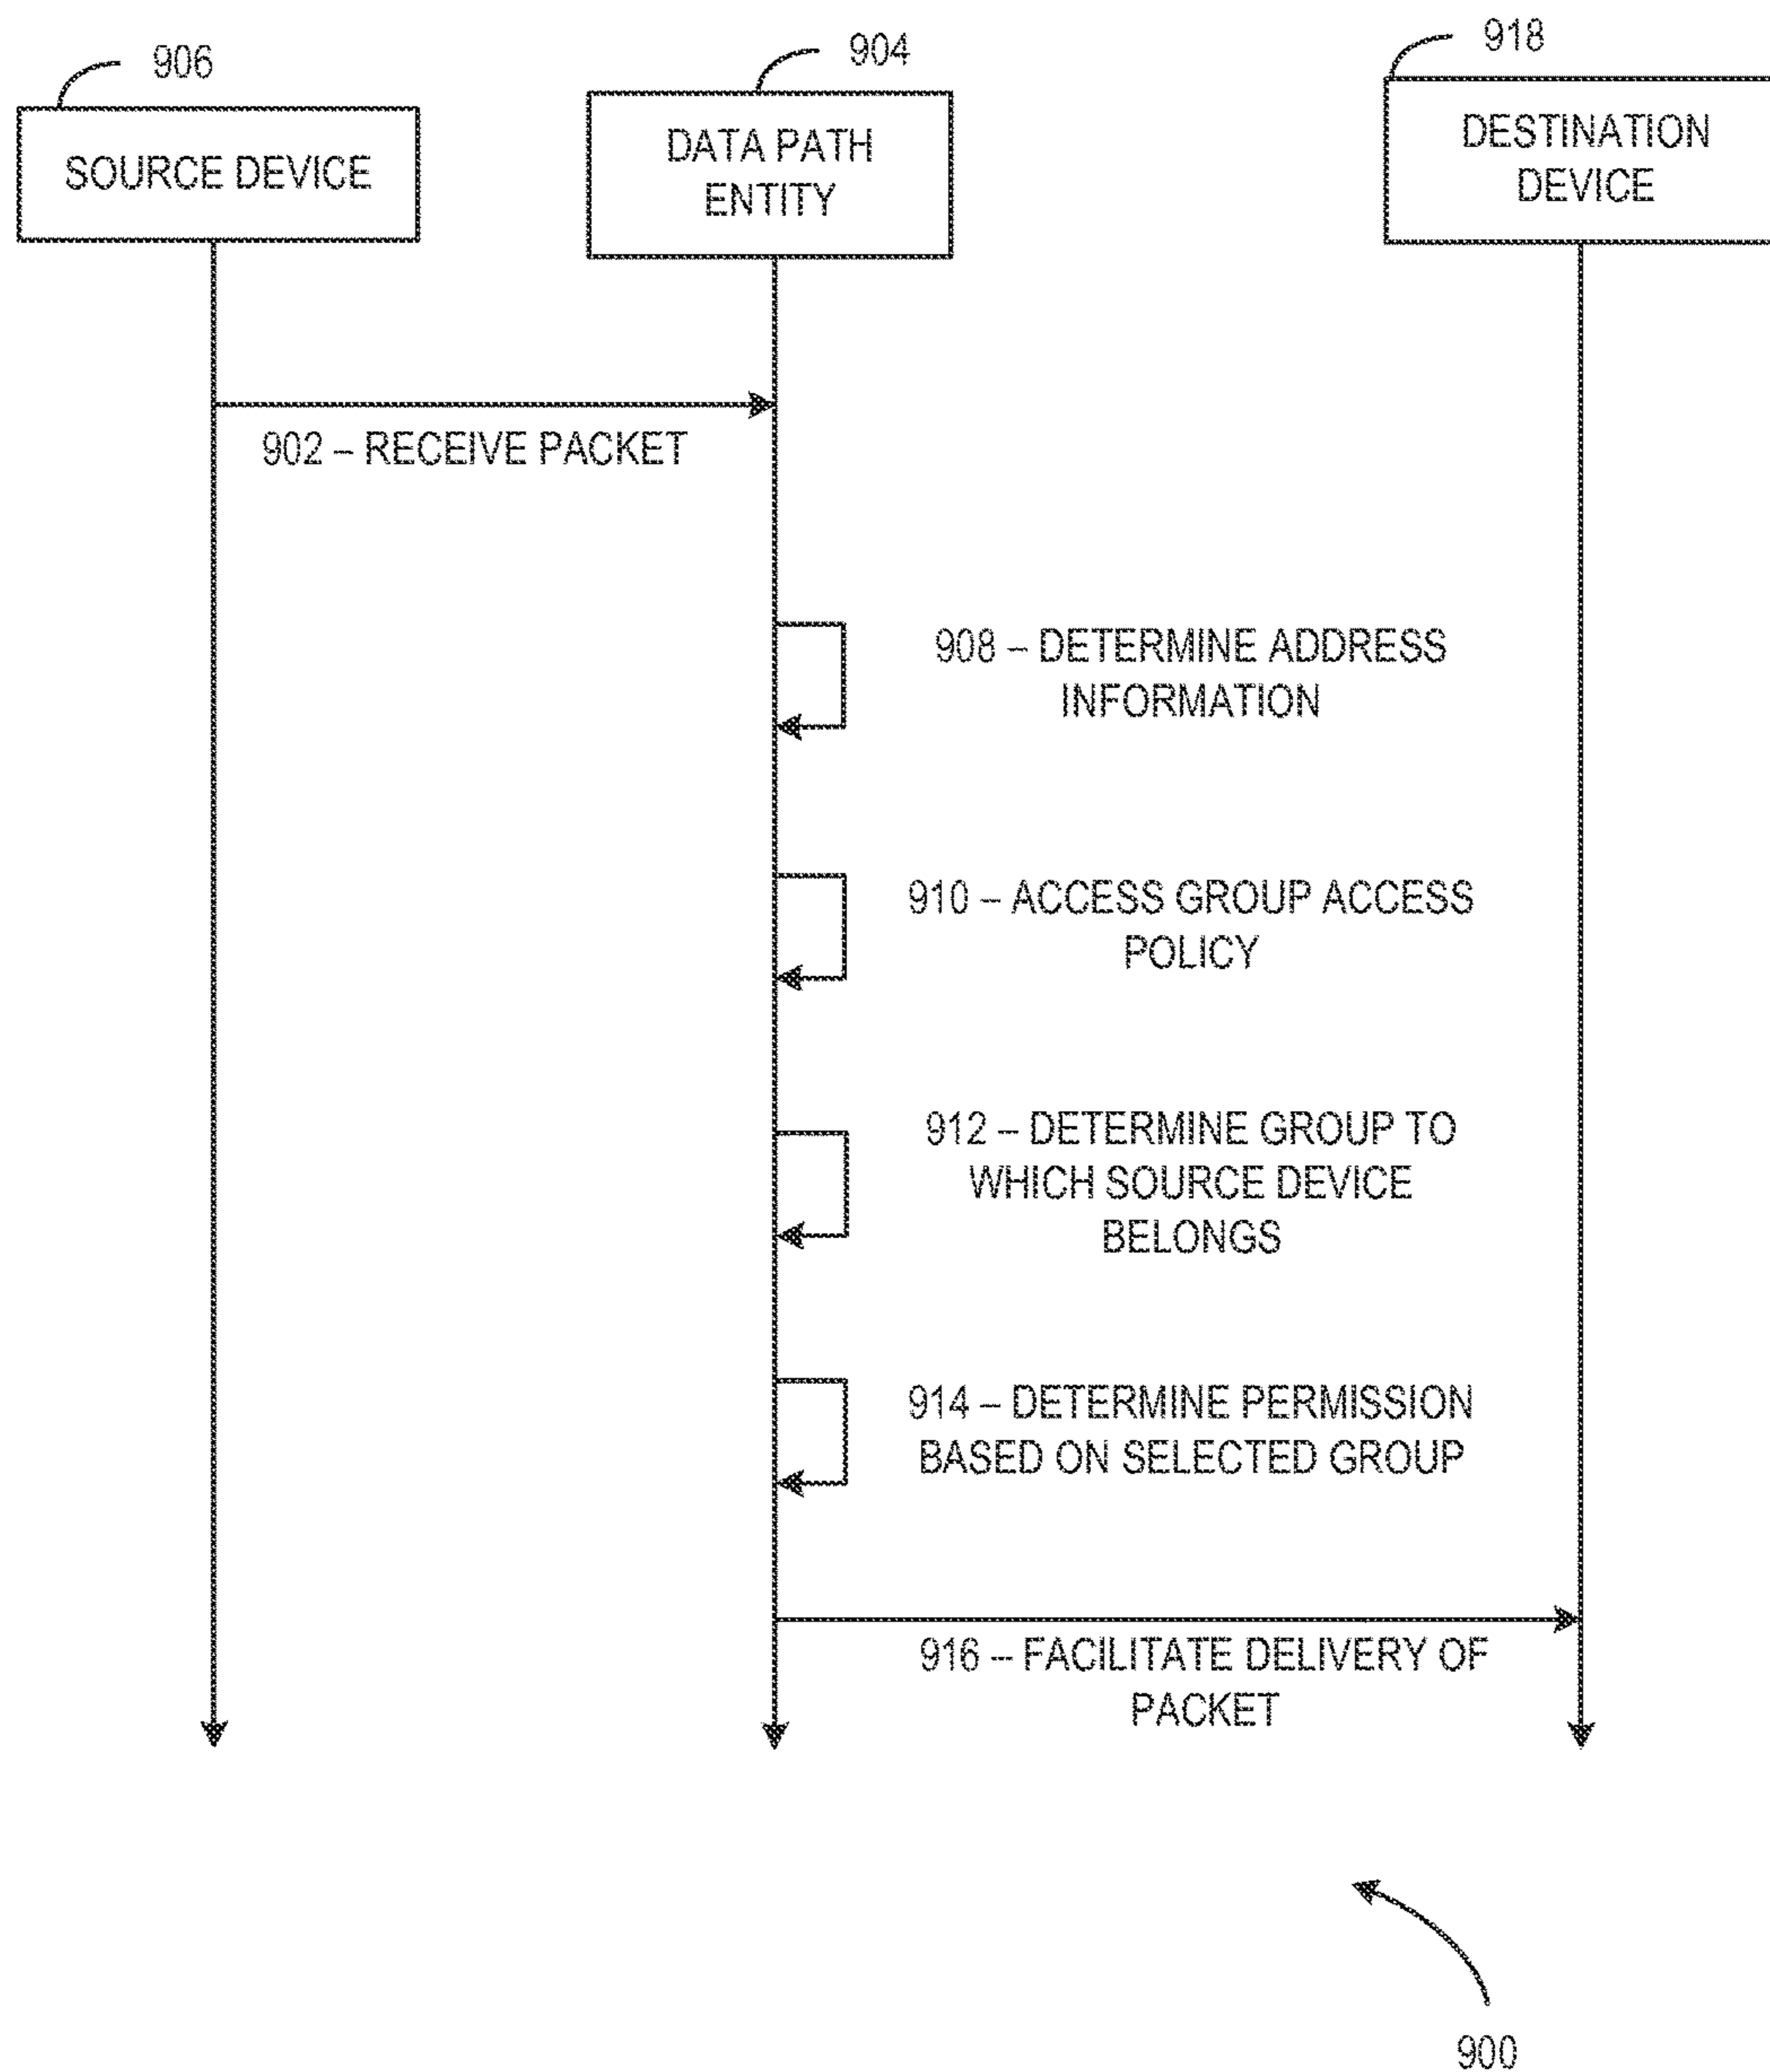 906
904
918
SOURCE DEVICE
DATA PATH
ENTITY
DESTINATION
DEVICE
902 – RECEIVE PACKET
908 – DETERMINE ADDRESS
INFORMATION
910 – ACCESS GROUP ACCESS
POLICY
912 – DETERMINE GROUP TO
WHICH SOURCE DEVICE
BELONGS
914 – DETERMINE PERMISSION
BASED ON SELECTED GROUP
916 – FACILITATE DELIVERY OF
PACKET
900